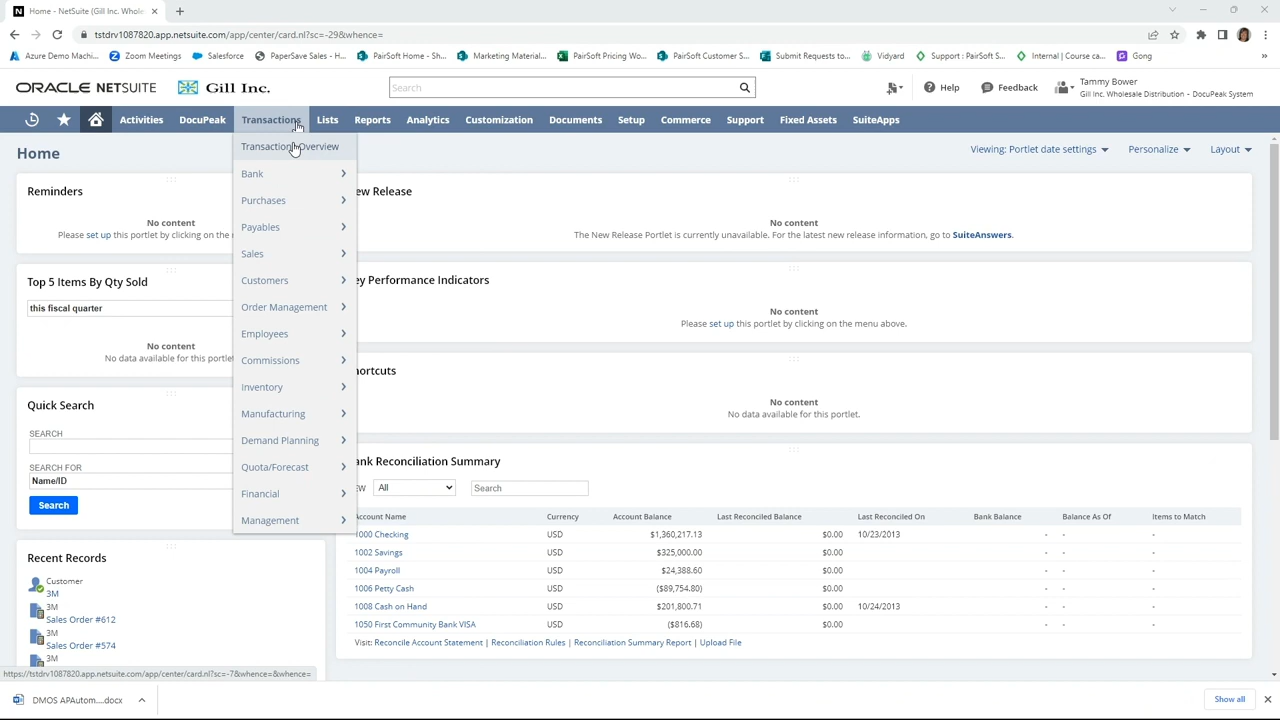 Home - NetSuite (Gill Inc. Whole
tstdrv1087820.app.netsuite.com/app/center/card.nl?sc=-29&whence=
Azure Demo Machi...
Zoom Meetings
Salesforce
PaperSave Sales - H...
PairSoft Home - Sh...
Marketing Material...
PairSoft Pricing Wo...
PairSoft Customer S...
Submit Requests to...
Vidyard
Support : PairSoft S...
Internal | Course ca...
Gong
ORACLE NETSUITE
Gill Inc.
Search
Help
Feedback
Tammy Bower
Gill Inc. Wholesale Distribution - DocuPeak System
Activities
DocuPeak
Transactions
Lists
Reports
Analytics
Customization
Documents
Setup
Commerce
Support
Fixed Assets
SuiteApps
Home
Viewing: Portlet date settings
Personalize
Layout
Transactions Overview
Bank
Purchases
Payables
Sales
Customers
Order Management
Employees
Commissions
Inventory
Manufacturing
Demand Planning
Quota/Forecast
Financial
Management
Reminders
No content
Please set up this portlet by clicking on the
Top 5 Items By Qty Sold
this fiscal quarter
No content
No data available for this portlet
Quick Search
SEARCH
SEARCH FOR
Name/ID
Search
Recent Records
Customer
3M
3M
Sales Order #612
3M
Sales Order #574
3M
ew Release
No content
The New Release Portlet is currently unavailable. For the latest new release information, go to SuiteAnswers.
ey Performance Indicators
No content
Please set up this portlet by clicking on the menu above.
ortcuts
No content
No data available for this portlet.
ank Reconciliation Summary
EW All Search
Account Name Currency Account Balance Last Reconciled Balance Last Reconciled On Bank Balance Balance As Of Items to Match
1000 Checking USD $1,360,217.13 $0.00 10/23/2013 - - -
1002 Savings USD $325,000.00 $0.00 - - -
1004 Payroll USD $24,388.60 $0.00 - - -
1006 Petty Cash USD ($89,754.80) $0.00 - - -
1008 Cash on Hand USD $201,800.71 $0.00 10/24/2013 - - -
1050 First Community Bank VISA USD ($816.68) $0.00 - - -
Visit: Reconcile Account Statement | Reconciliation Rules | Reconciliation Summary Report | Upload File
https://tstdrv1087820.app.netsuite.com/app/center/card.nl?sc=-7&whence=&whence=
DMOS APAutom....docx
Show all